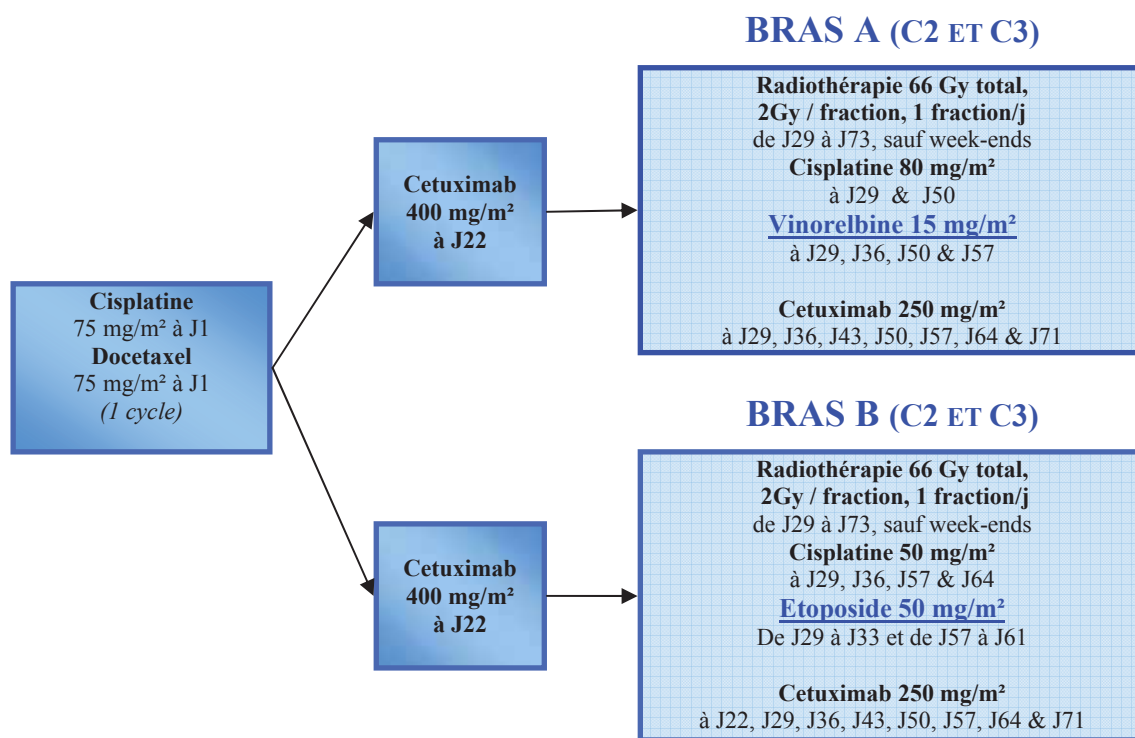 Cisplatine
75 mg/m² à J1
Docetaxel
75 mg/m² à J1
(1 cycle)
Cetuximab
400 mg/m²
à J22
BRAS A (C2 ET C3)
Radiothérapie 66 Gy total,
2Gy / fraction, 1 fraction/j
de J29 à J73, sauf week-ends
Cisplatine 80 mg/m²
à J29 & J50
Vinorelbine 15 mg/m²
à J29, J36, J50 & J57
Cetuximab 250 mg/m²
à J29, J36, J43, J50, J57, J64 & J71
Cetuximab
400 mg/m²
à J22
BRAS B (C2 ET C3)
Radiothérapie 66 Gy total,
2Gy / fraction, 1 fraction/j
de J29 à J73, sauf week-ends
Cisplatine 50 mg/m²
à J29, J36, J57 & J64
Etoposide 50 mg/m²
De J29 à J33 et de J57 à J61
Cetuximab 250 mg/m²
à J22, J29, J36, J43, J50, J57, J64 & J71